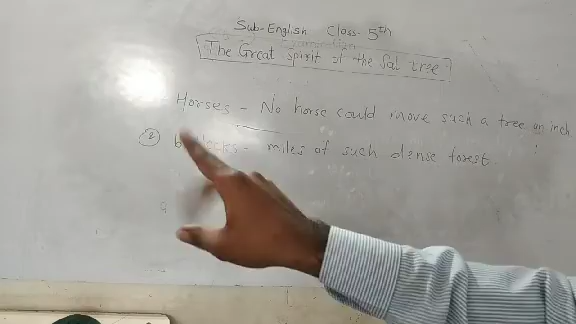 Sub- English Class- 5th
The Great spirit of the Sal tree?
Horses - No horse could move such a tree an inch
② - miles of such dense forest.